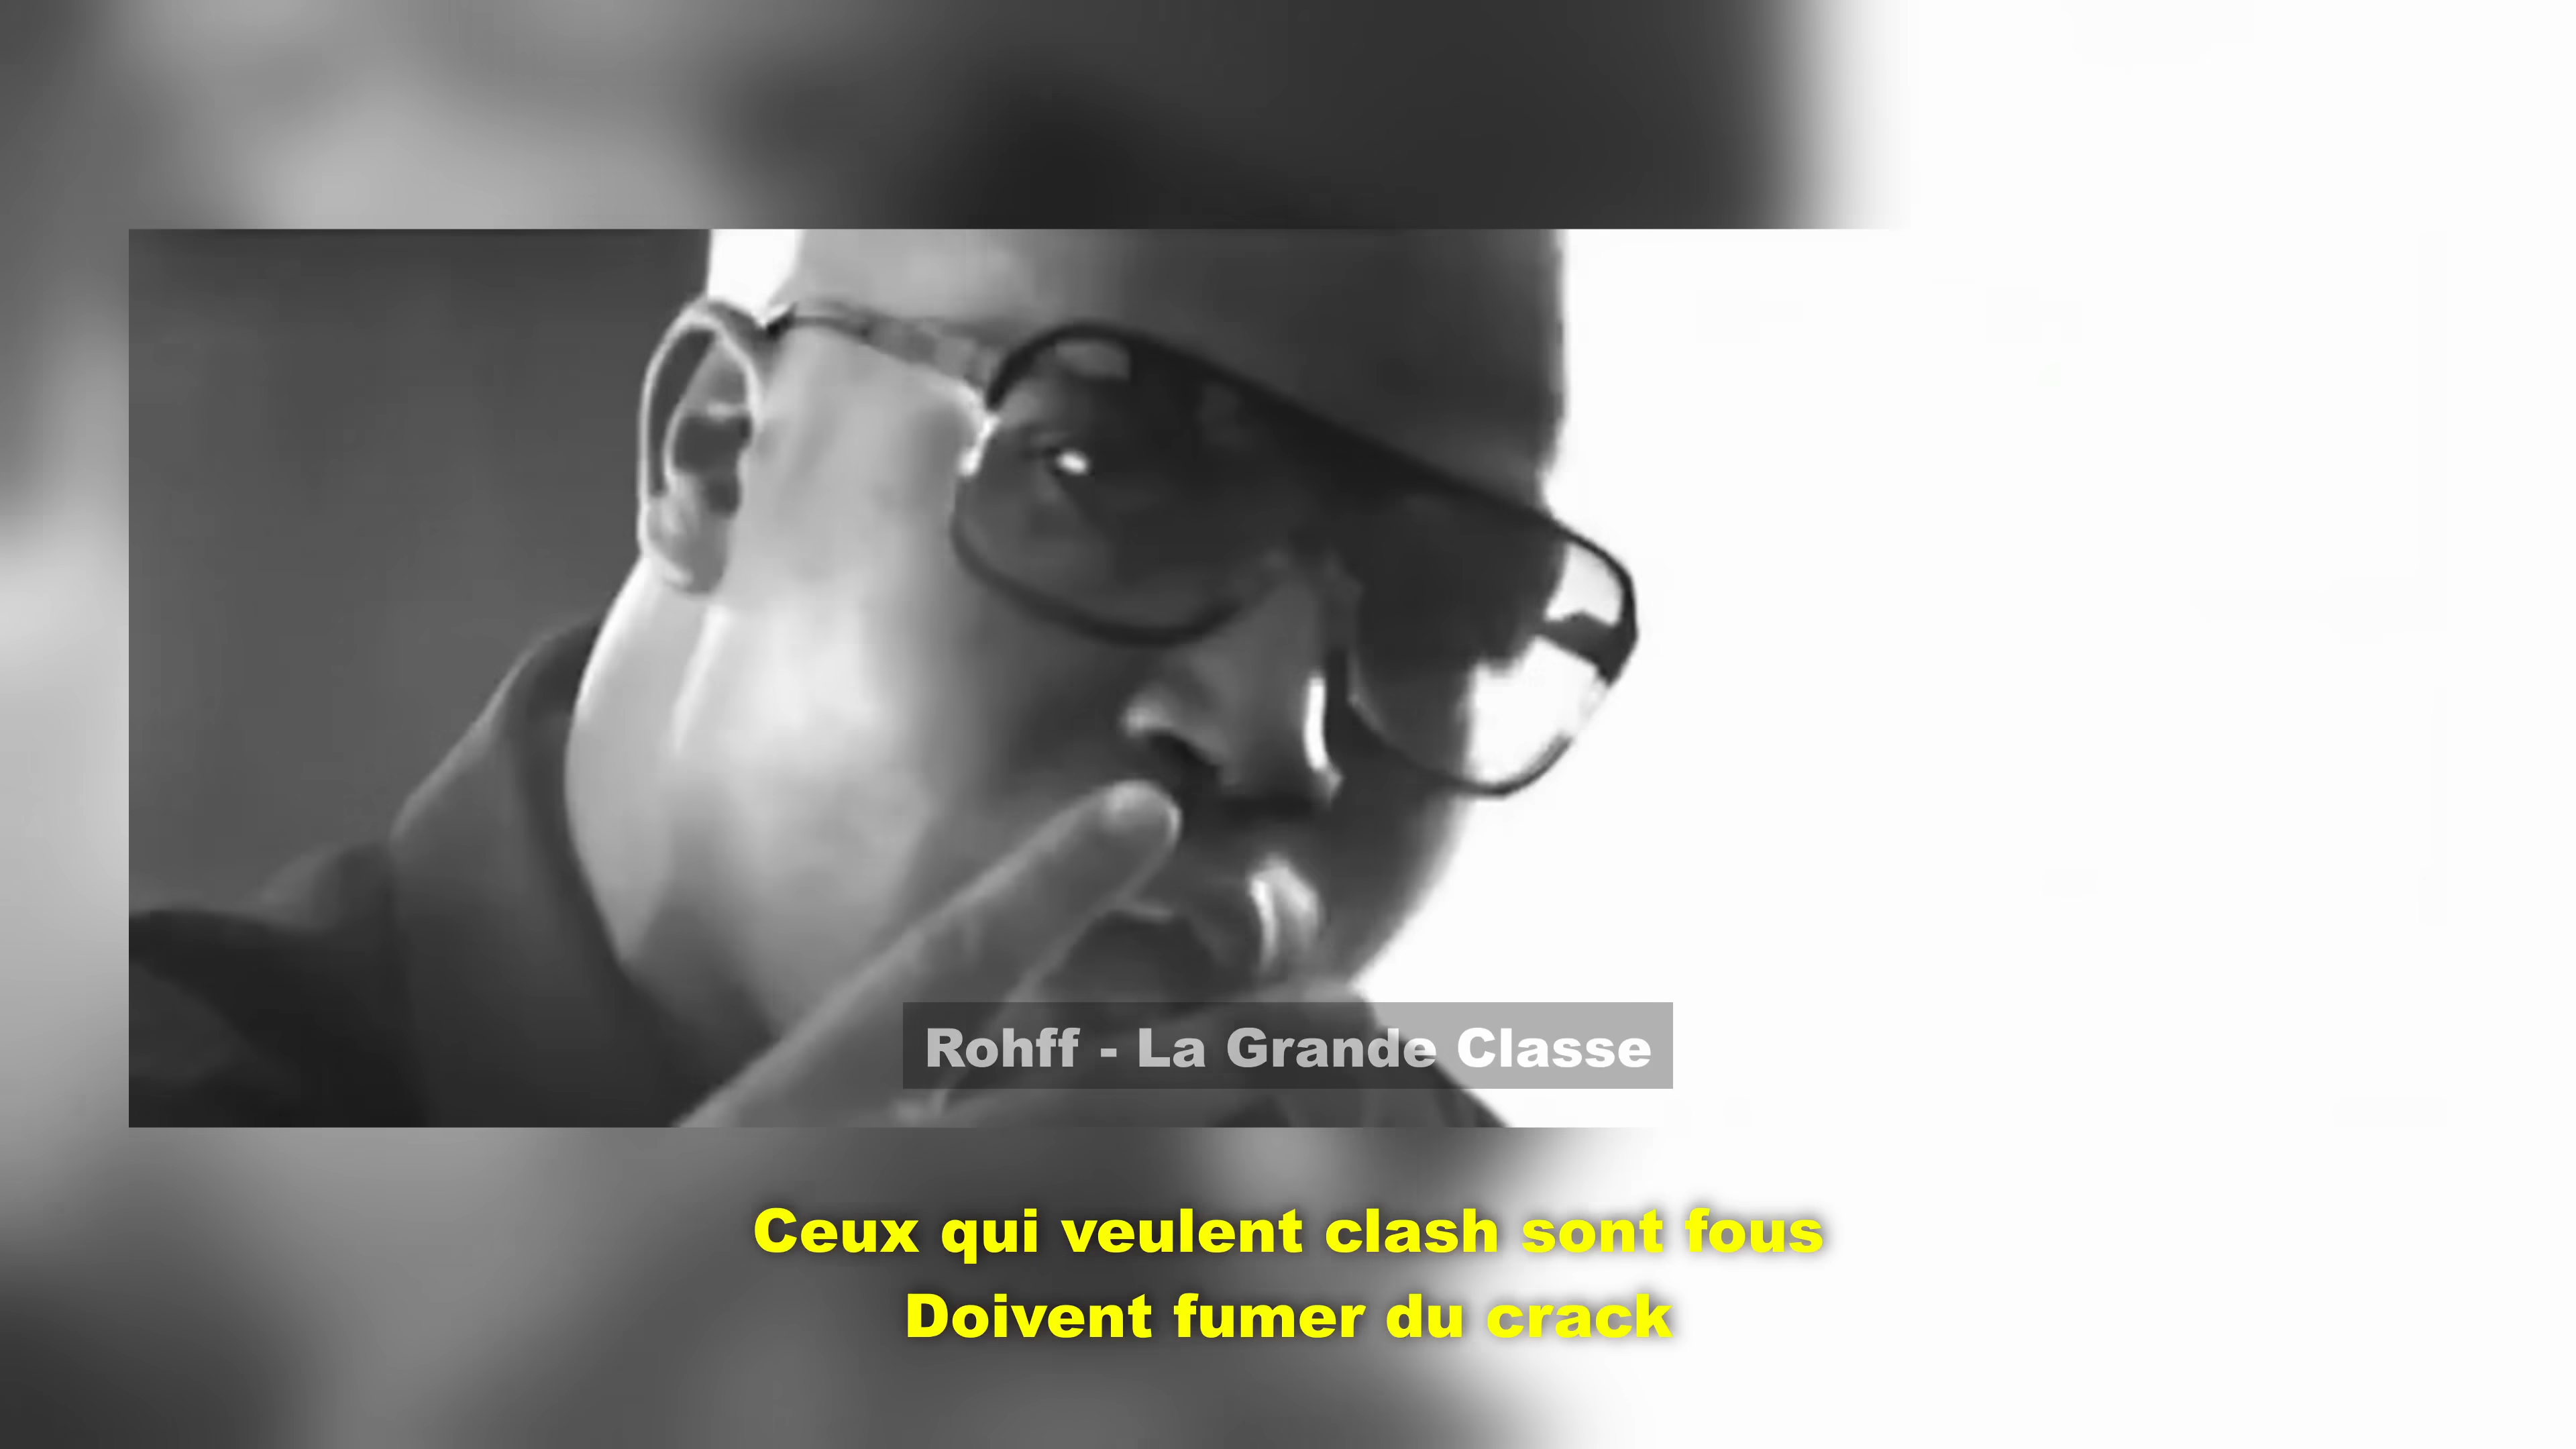 Rohff - La Grande Classe
Ceux qui veulent clash sont fous
Doivent fumer du crack